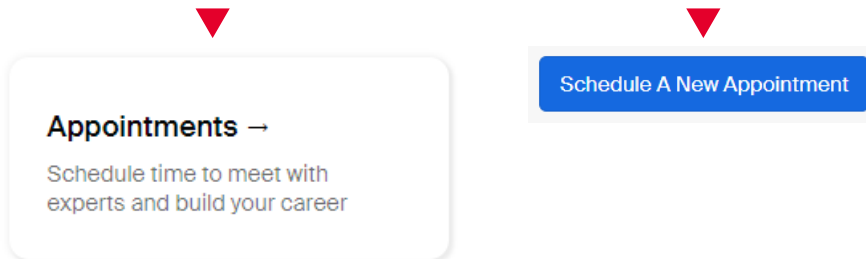 Appointments →
Schedule time to meet with
experts and build your career
Schedule A New Appointment